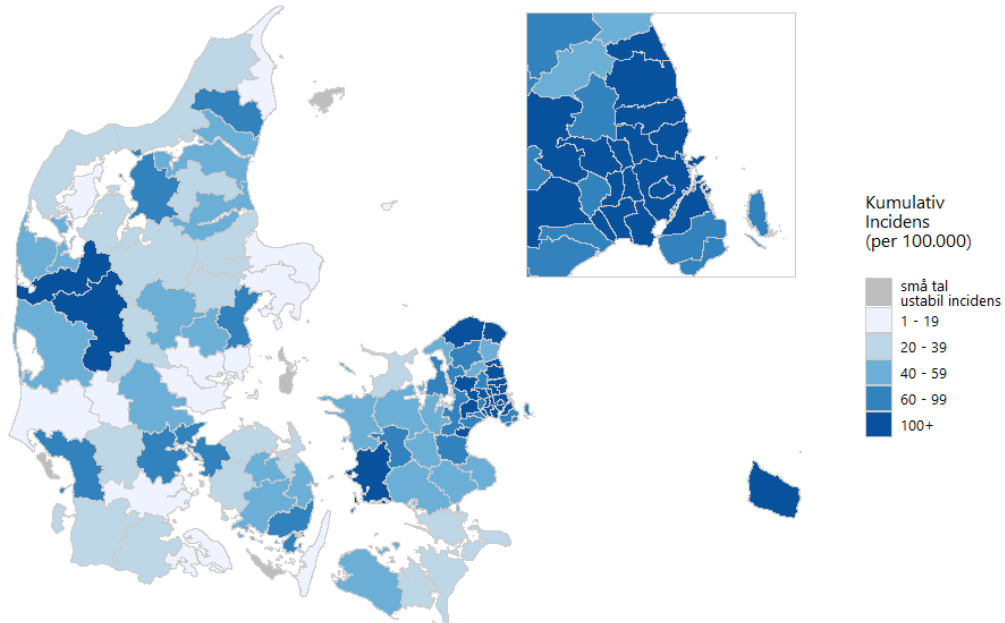 Kumulativ
Incidens
(per 100.000)
små tal
ustabil incidens
1 - 19
20 - 39
40 - 59
60 - 99
100+